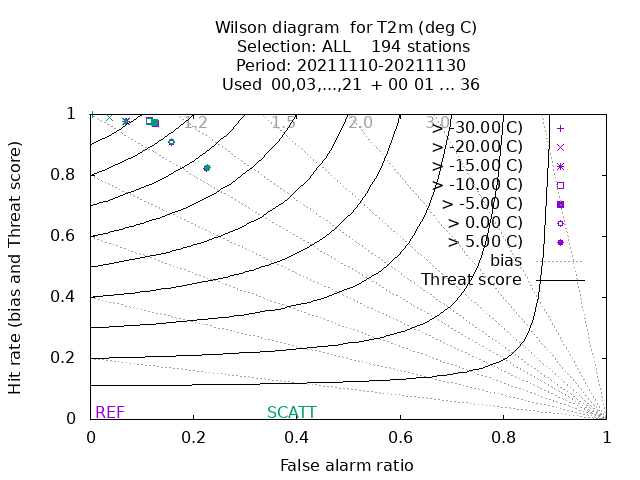 Wilson diagram  for T2m (deg C)
Selection: ALL    194 stations
Period: 20211110-20211130
Used  00,03,...,21  + 00 01 ... 36
Hit rate (bias and Threat score)
1
0.8
0.6
0.4
0.2
0
1.2
1.5
2.0
3.0
> -30.00 C)
> -20.00 C)
> -15.00 C)
> -10.00 C)
> -5.00 C)
> 0.00 C)
> 5.00 C)
bias
Threat score
REF
SCATT
0
0.2
0.4
0.6
0.8
1
False alarm ratio